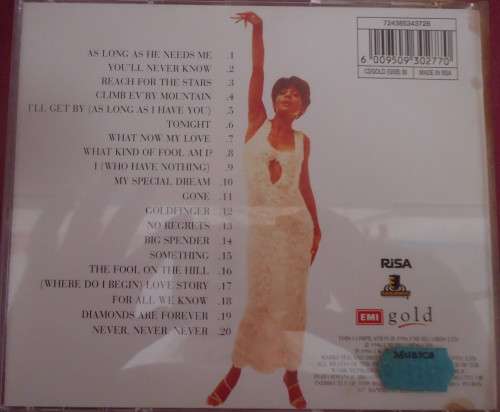 AS LONG AS HE NEEDS ME .1
YOU'LL NEVER KNOW .2
REACH FOR THE STARS .3
CLIMB EV'RY MOUNTAIN .4
I'LL GET BY (AS LONG AS I HAVE YOU) .5
TONIGHT .6
WHAT NOW MY LOVE .7
WHAT KIND OF FOOL AM I? .8
I (WHO HAVE NOTHING) .9
MY SPECIAL DREAM .10
GONE .11
GOLDFINGER .12
NO REGRETS .13
BIG SPENDER .14
SOMETHING .15
THE FOOL ON THE HILL .16
(WHERE DO I BEGIN) LOVE STORY .17
FOR ALL WE KNOW .18
DIAMONDS ARE FOREVER .19
NEVER, NEVER, NEVER .20
724385343728
6 009509 302770
CDGOLD (GSB) 30 MADE IN RSA
RiSA
EMI gold
Musica